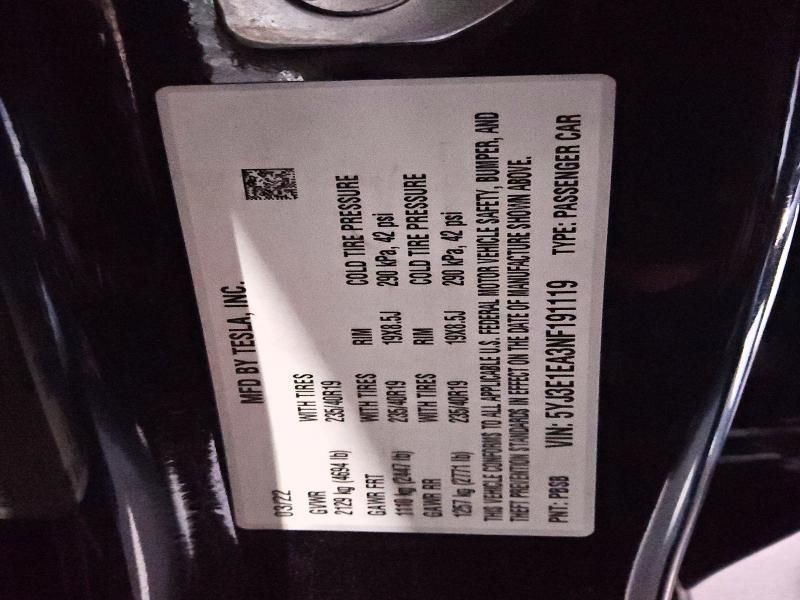 MFD BY TESLA, INC.
03/22
GVWR WITH TIRES RIM COLD TIRE PRESSURE
2129 kg (4694 lb) 235/40R19 19X8.5J 290 kPa, 42 psi
GAWR FRT WITH TIRES RIM COLD TIRE PRESSURE
1110 kg (2447 lb) 235/40R19 19X8.5J 290 kPa, 42 psi
GAWR RR WITH TIRES
1257 kg (2771 lb) 235/40R19
THIS VEHICLE CONFORMS TO ALL APPLICABLE U.S. FEDERAL MOTOR VEHICLE SAFETY, BUMPER, AND
THEFT PREVENTION STANDARDS IN EFFECT ON THE DATE OF MANUFACTURE SHOWN ABOVE.
PNT: PBSB VIN: 5YJ3E1EA3NF191119 TYPE: PASSENGER CAR